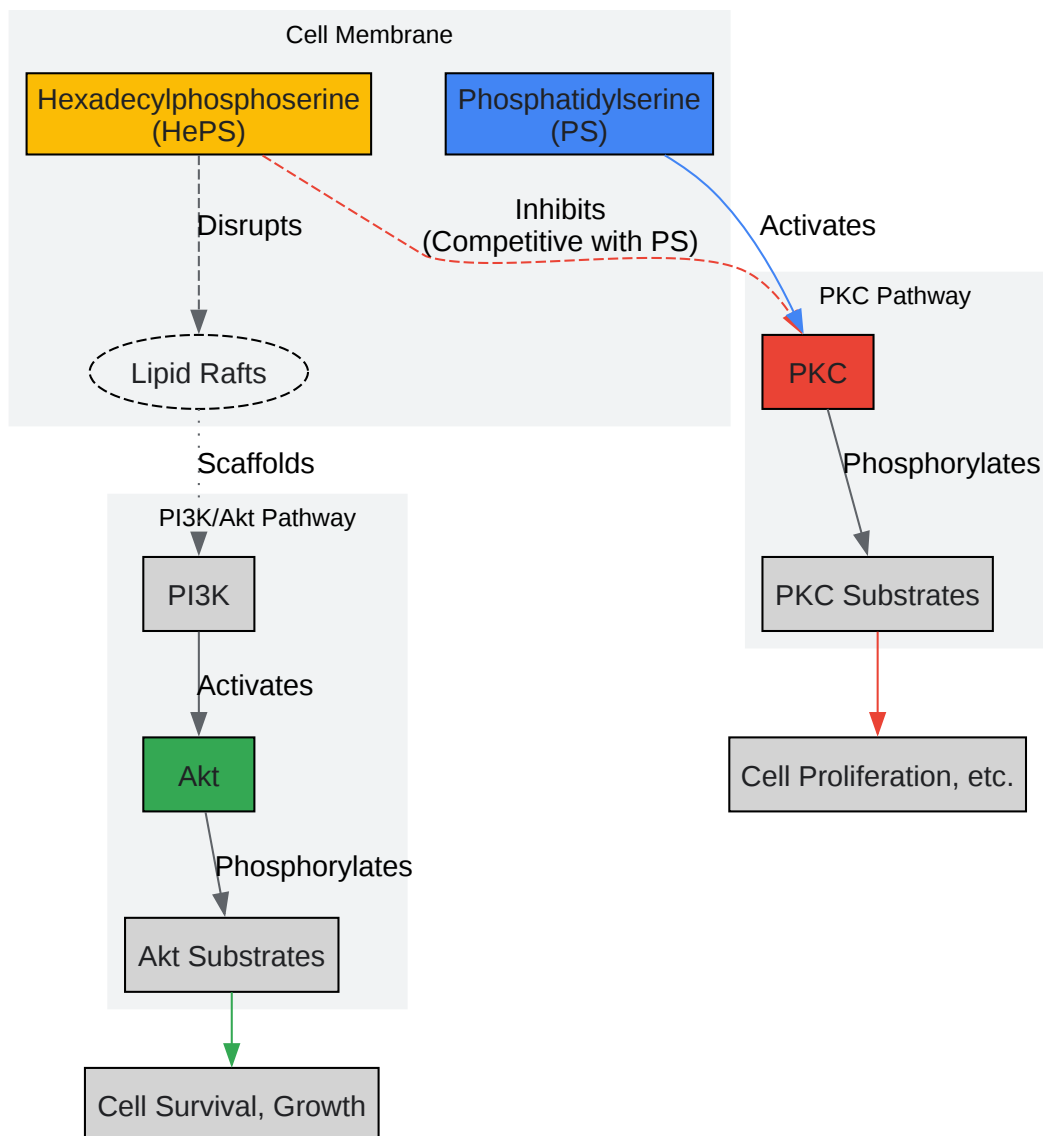 Cell Membrane
Hexadecylphosphoserine
(HePS)
Phosphatidylserine
(PS)
Disrupts
Inhibits
(Competitive with PS)
Activates
PKC Pathway
Lipid Rafts
PKC
Scaffolds
Phosphorylates
PI3K/Akt Pathway
PI3K
PKC Substrates
Activates
Akt
Cell Proliferation, etc.
Phosphorylates
Akt Substrates
Cell Survival, Growth